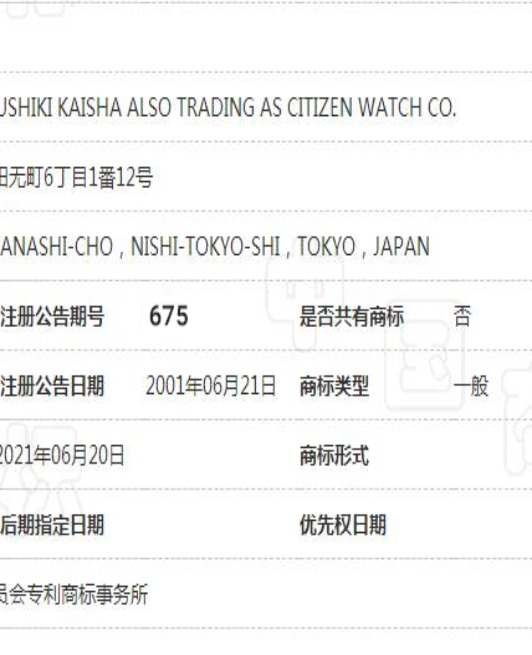 USHIKI KAISHA ALSO TRADING AS CITIZEN WATCH CO.
田无町6丁目1番12号
ANASHI-CHO , NISHI-TOKYO-SHI , TOKYO , JAPAN
注册公告期号 675 是否共有商标 否
注册公告日期 2001年06月21日 商标类型 一般
2021年06月20日 商标形式
后期指定日期 优先权日期
员会专利商标事务所